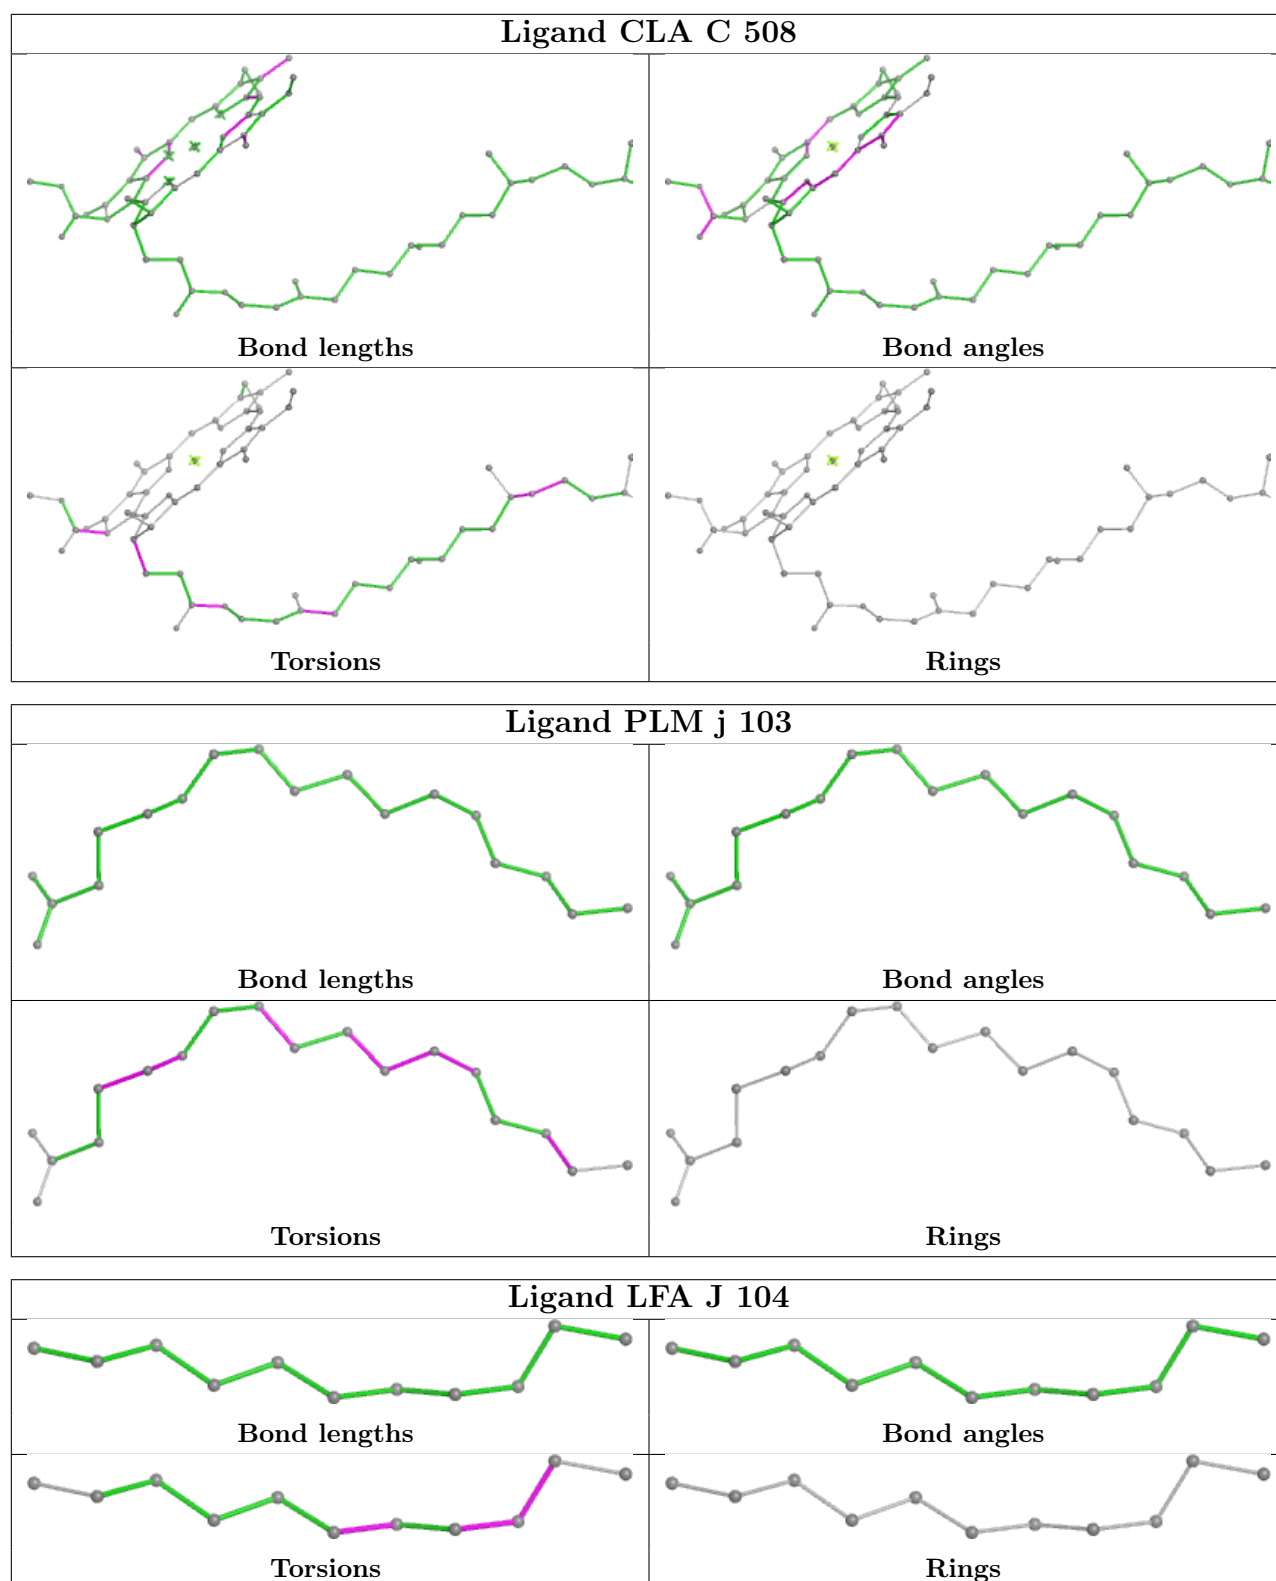 Ligand CLA C 508
Bond lengths
Bond angles
Torsions
Rings
Ligand PLM j 103
Bond lengths
Bond angles
Torsions
Rings
Ligand LFA J 104
Bond lengths
Bond angles
Torsions
Rings